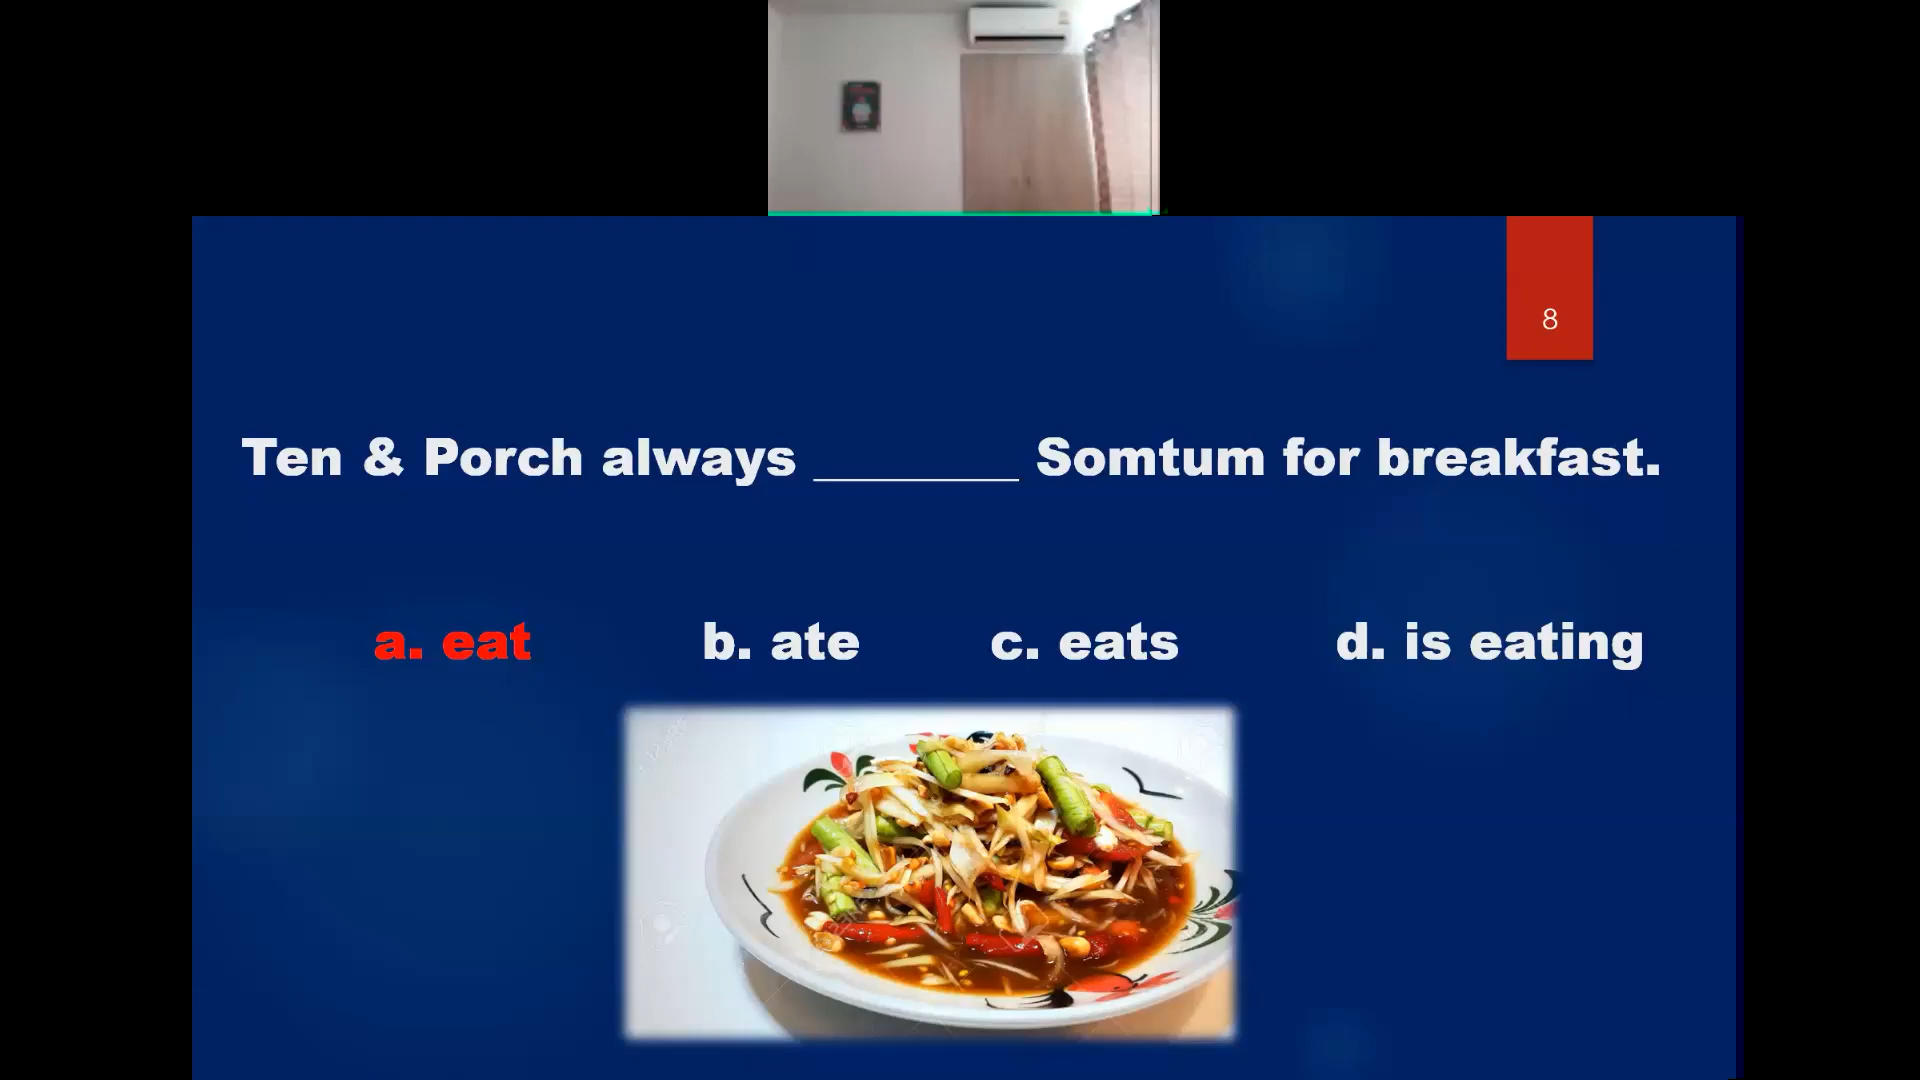 8
Ten & Porch always ________ Somtum for breakfast.
a. eat b. ate c. eats d. is eating